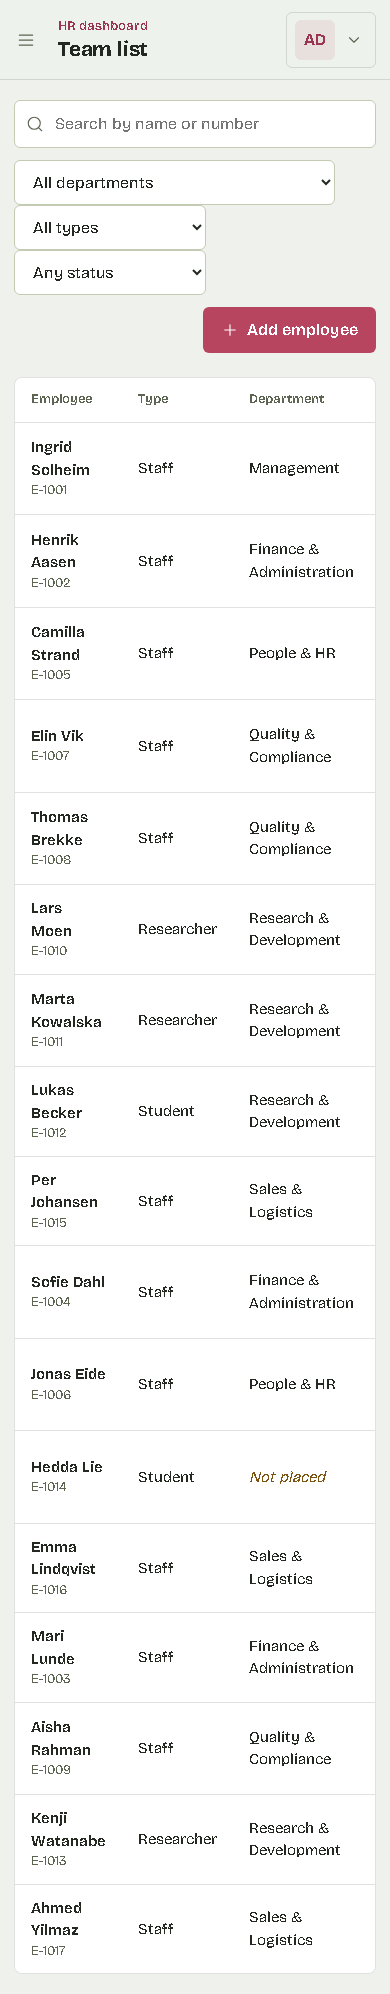 HR dashboard
Team list
AD
Search by name or number
All departments
All types
Any status
Add employee
Employee Type Department
Ingrid
Solheim
E-1001
Staff
Management
Henrik
Aasen
E-1002
Staff
Finance &
Administration
Camilla
Strand
E-1005
Staff
People & HR
Elin Vik
E-1007
Staff
Quality &
Compliance
Thomas
Brekke
E-1008
Staff
Quality &
Compliance
Lars
Moen
E-1010
Researcher
Research &
Development
Marta
Kowalska
E-1011
Researcher
Research &
Development
Lukas
Becker
E-1012
Student
Research &
Development
Per
Johansen
E-1015
Staff
Sales &
Logistics
Sofie Dahl
E-1004
Staff
Finance &
Administration
Jonas Eide
E-1006
Staff
People & HR
Hedda Lie
E-1014
Student
Not placed
Emma
Lindqvist
E-1016
Staff
Sales &
Logistics
Mari
Lunde
E-1003
Staff
Finance &
Administration
Aisha
Rahman
E-1009
Staff
Quality &
Compliance
Kenji
Watanabe
E-1013
Researcher
Research &
Development
Ahmed
Yilmaz
E-1017
Staff
Sales &
Logistics